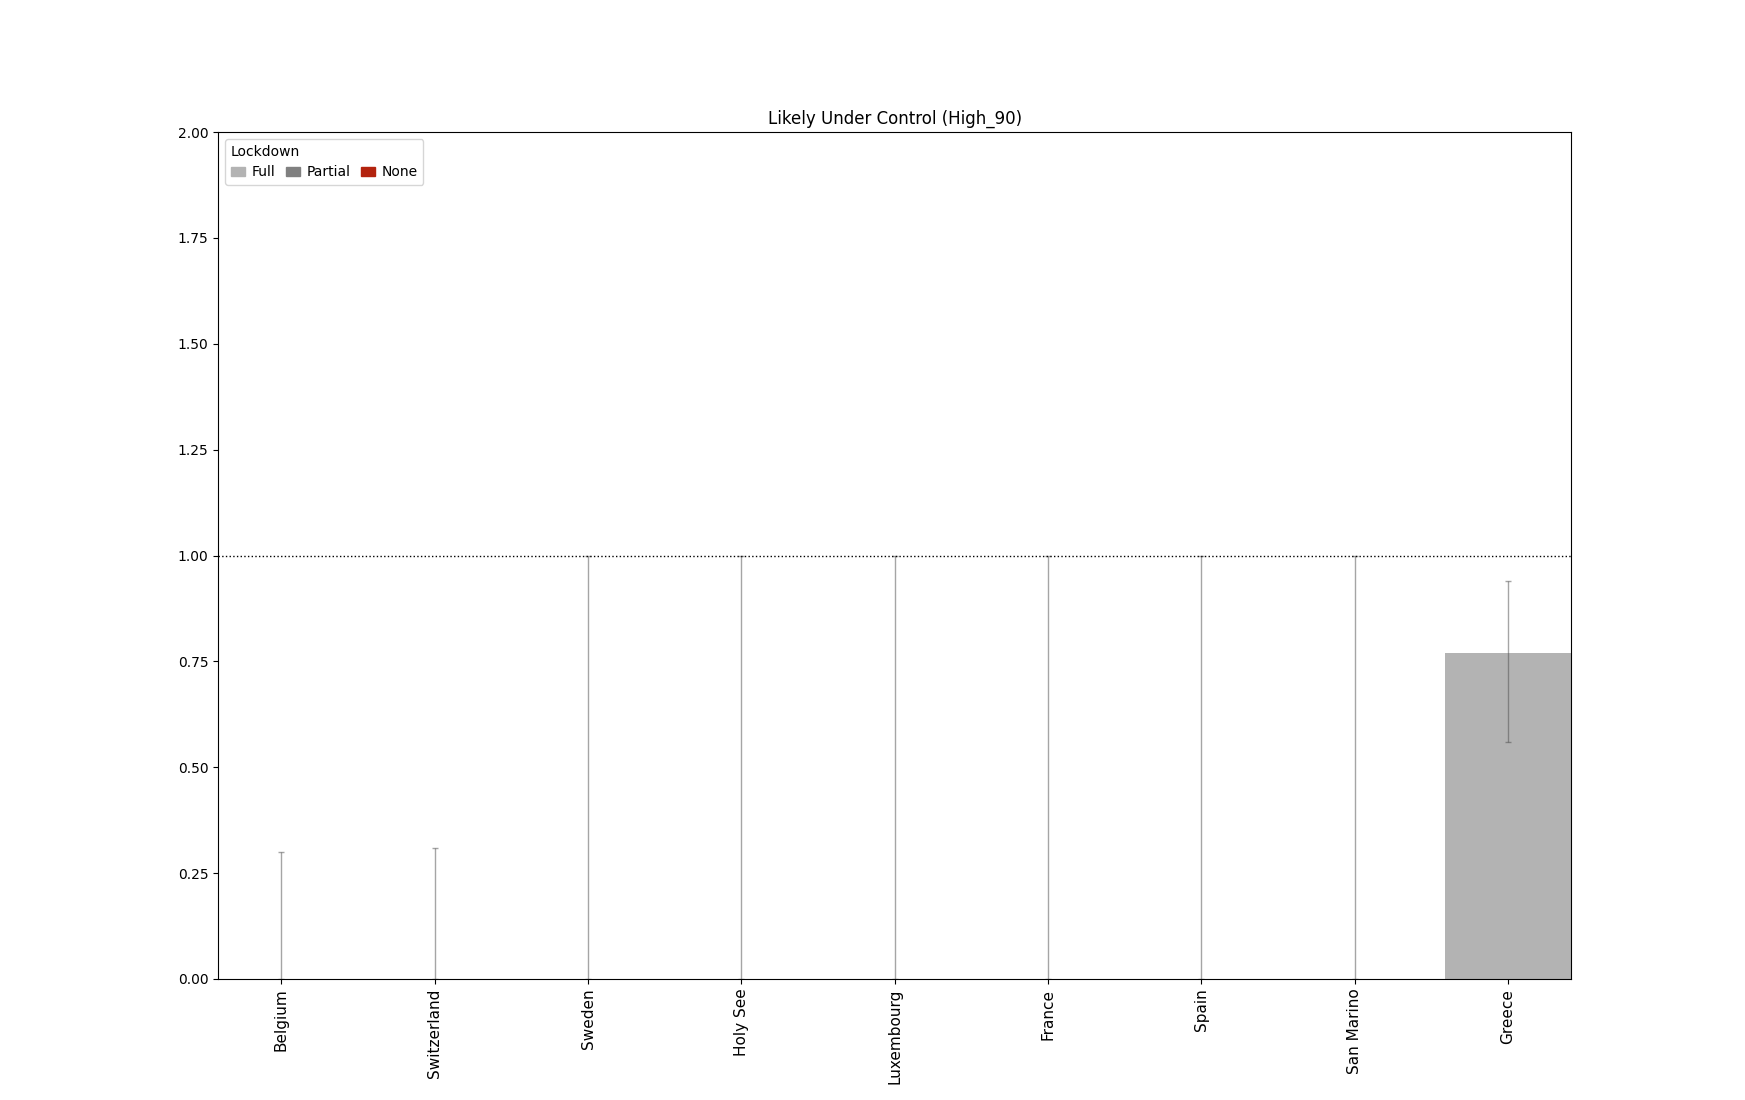 Likely Under Control (High_90)
Lockdown
Full Partial None
2.00
1.75
1.50
1.25
1.00
0.75
0.50
0.25
0.00
Belgium
Switzerland
Sweden
Holy See
Luxembourg
France
Spain
San Marino
Greece